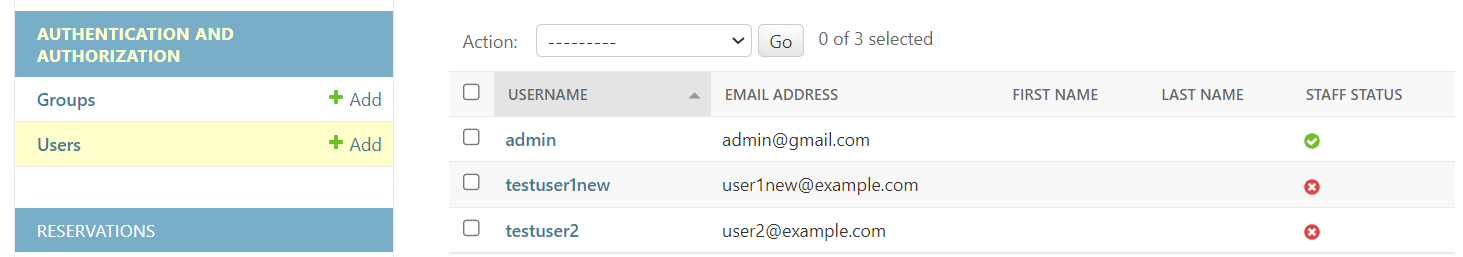 AUTHENTICATION AND
AUTHORIZATION
Groups + Add
Users + Add
RESERVATIONS
Action: --------- Go 0 of 3 selected
USERNAME EMAIL ADDRESS FIRST NAME LAST NAME STAFF STATUS
admin admin@gmail.com
testuser1new user1new@example.com
testuser2 user2@example.com